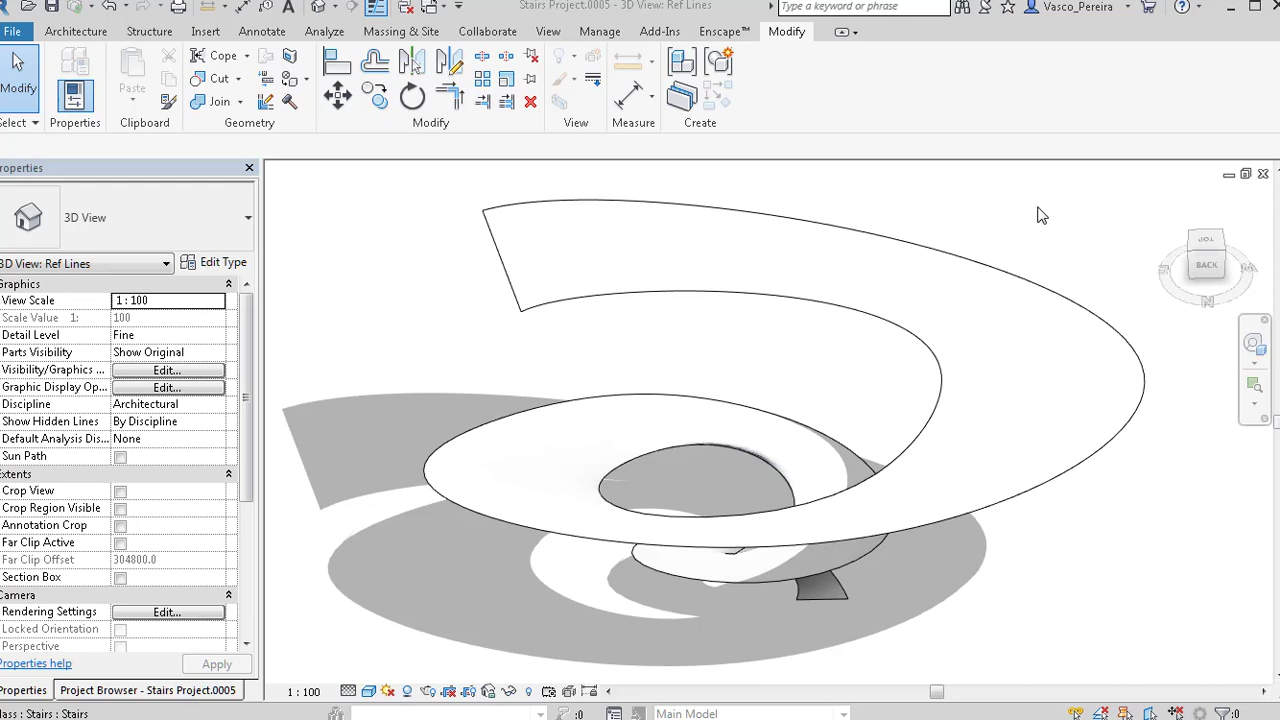 Stairs Project.0005 - 3D View: Ref Lines
Type a keyword or phrase
Vasco_Pereira
File
Architecture
Structure
Insert
Annotate
Analyze
Massing & Site
Collaborate
View
Manage
Add-Ins
Enscape™
Modify
Modify
Properties
Paste
Cope
Cut
Join
Select
Properties
Clipboard
Geometry
Modify
View
Measure
Create
roperties
3D View
3D View: Ref Lines
Edit Type
Graphics
View Scale 1 : 100
Scale Value 1: 100
Detail Level Fine
Parts Visibility Show Original
Visibility/Graphics ... Edit...
Graphic Display Op... Edit...
Discipline Architectural
Show Hidden Lines By Discipline
Default Analysis Dis... None
Sun Path
Extents
Crop View
Crop Region Visible
Annotation Crop
Far Clip Active
Far Clip Offset 304800.0
Section Box
Camera
Rendering Settings Edit...
Locked Orientation
Perspective
Properties help
Apply
Properties
Project Browser - Stairs Project.0005
TOP
BACK
N
1 : 100
Mass : Stairs : Stairs
:0
Main Model
:0